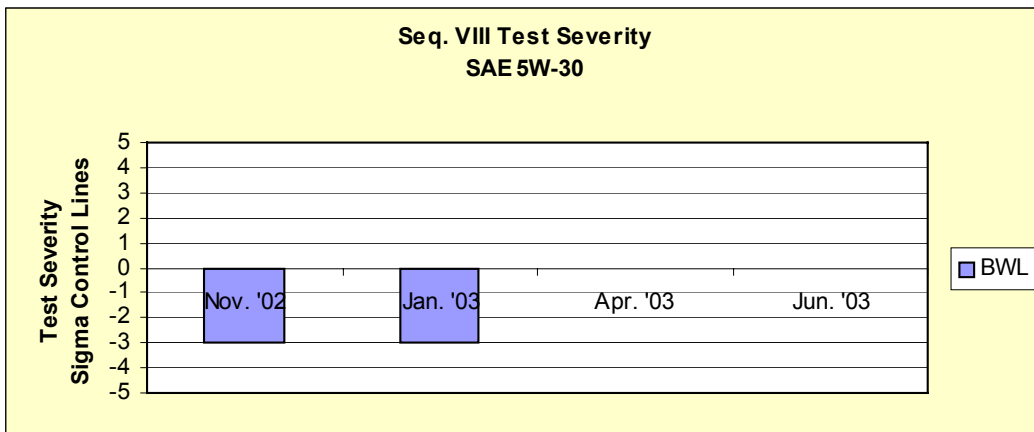 Seq. VIII Test Severity
SAE 5W-30
Test Severity
Sigma Control Lines
5
4
3
2
1
0
-1
-2
-3
-4
-5
Nov. '02
Jan. '03
Apr. '03
Jun. '03
BWL